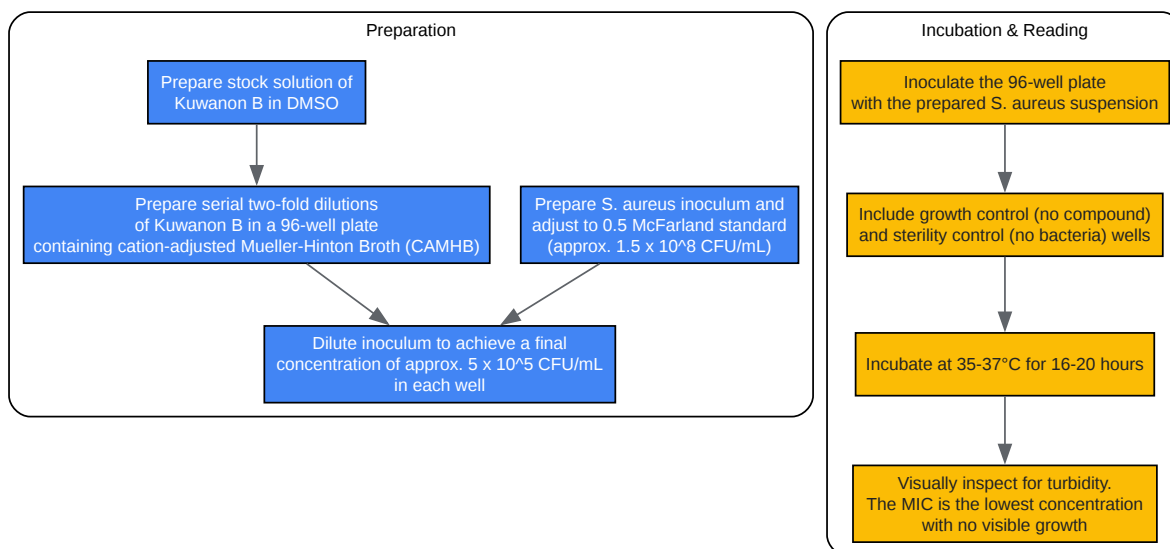 Preparation
Prepare stock solution of
Kuwanon B in DMSO
Prepare serial two-fold dilutions
of Kuwanon B in a 96-well plate
containing cation-adjusted Mueller-Hinton Broth (CAMHB)
Prepare S. aureus inoculum and
adjust to 0.5 McFarland standard
(approx. 1.5 x 10^8 CFU/mL)
Dilute inoculum to achieve a final
concentration of approx. 5 x 10^5 CFU/mL
in each well
Incubation & Reading
Inoculate the 96-well plate
with the prepared S. aureus suspension
Include growth control (no compound)
and sterility control (no bacteria) wells
Incubate at 35-37°C for 16-20 hours
Visually inspect for turbidity.
The MIC is the lowest concentration
with no visible growth